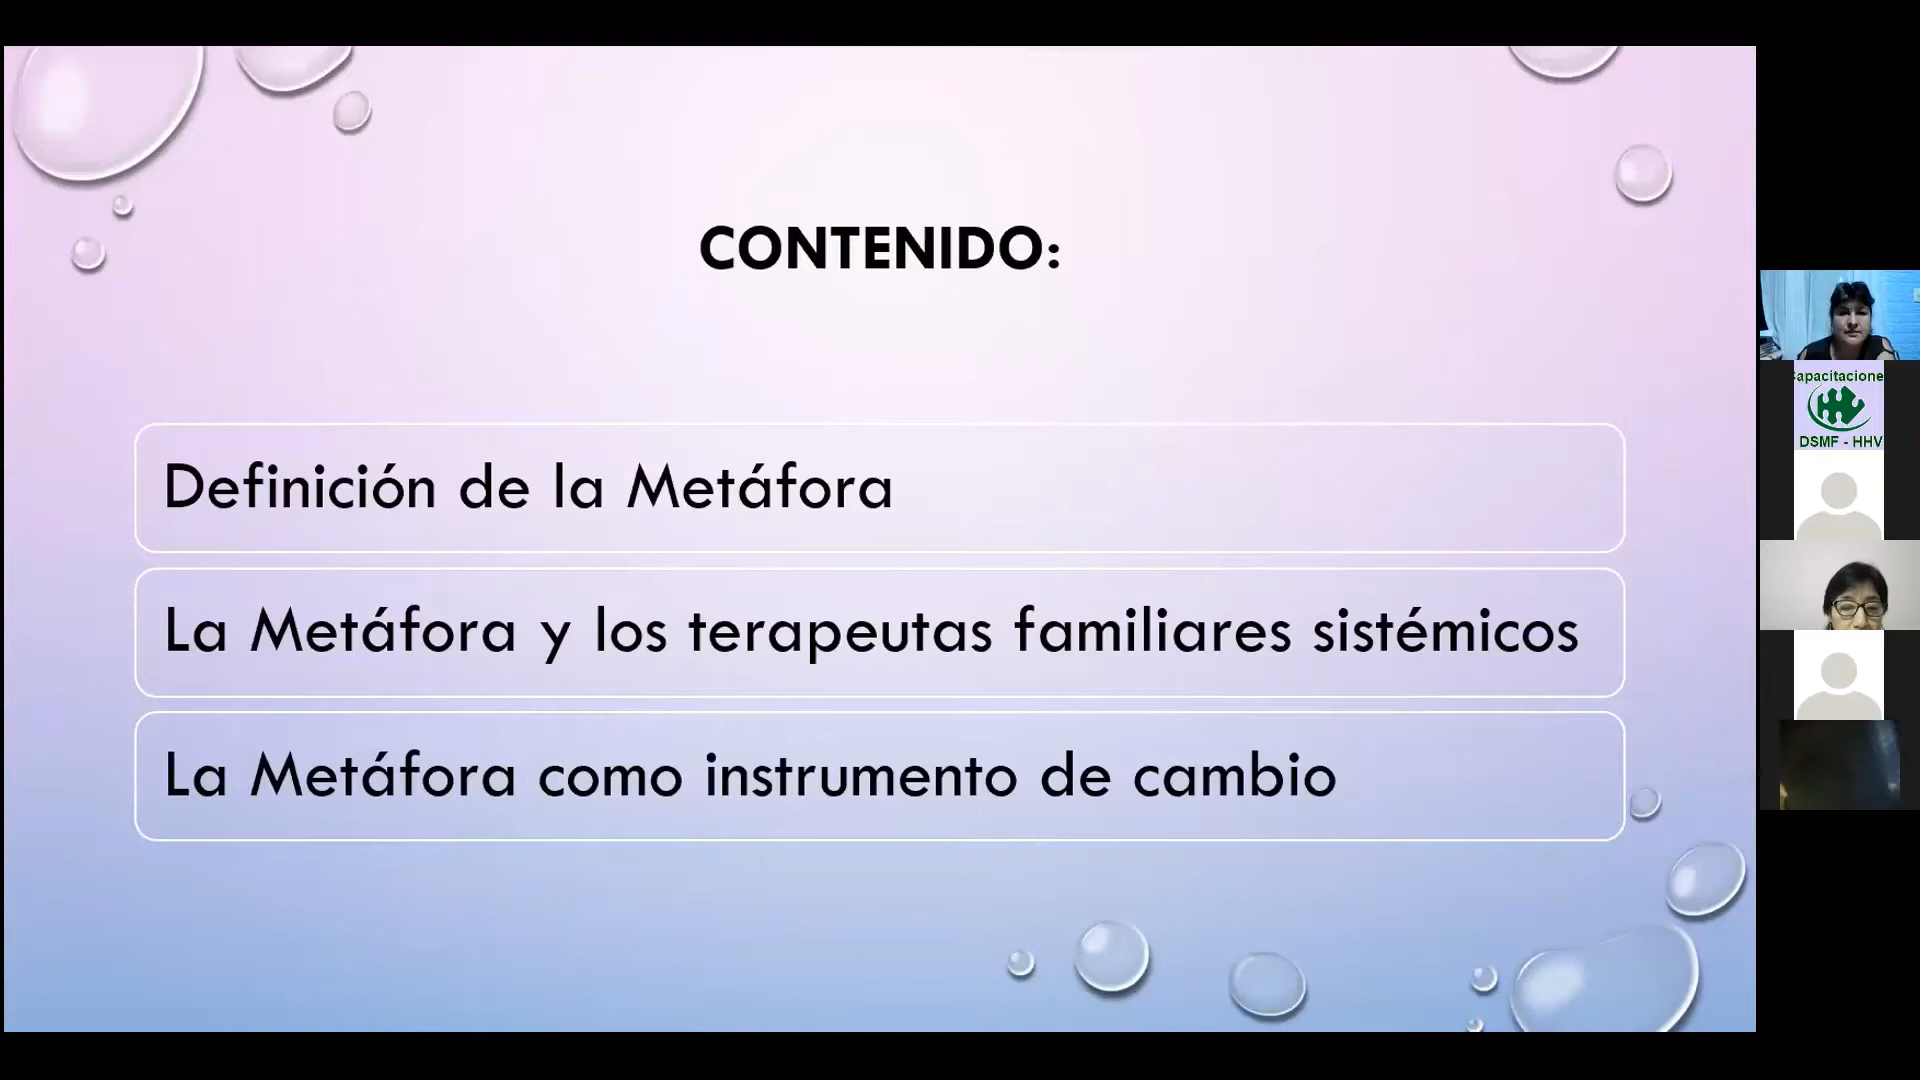 CONTENIDO:
Definición de la Metáfora
La Metáfora y los terapeutas familiares sistémicos
La Metáfora como instrumento de cambio
apacitacione
DSMF - HHV